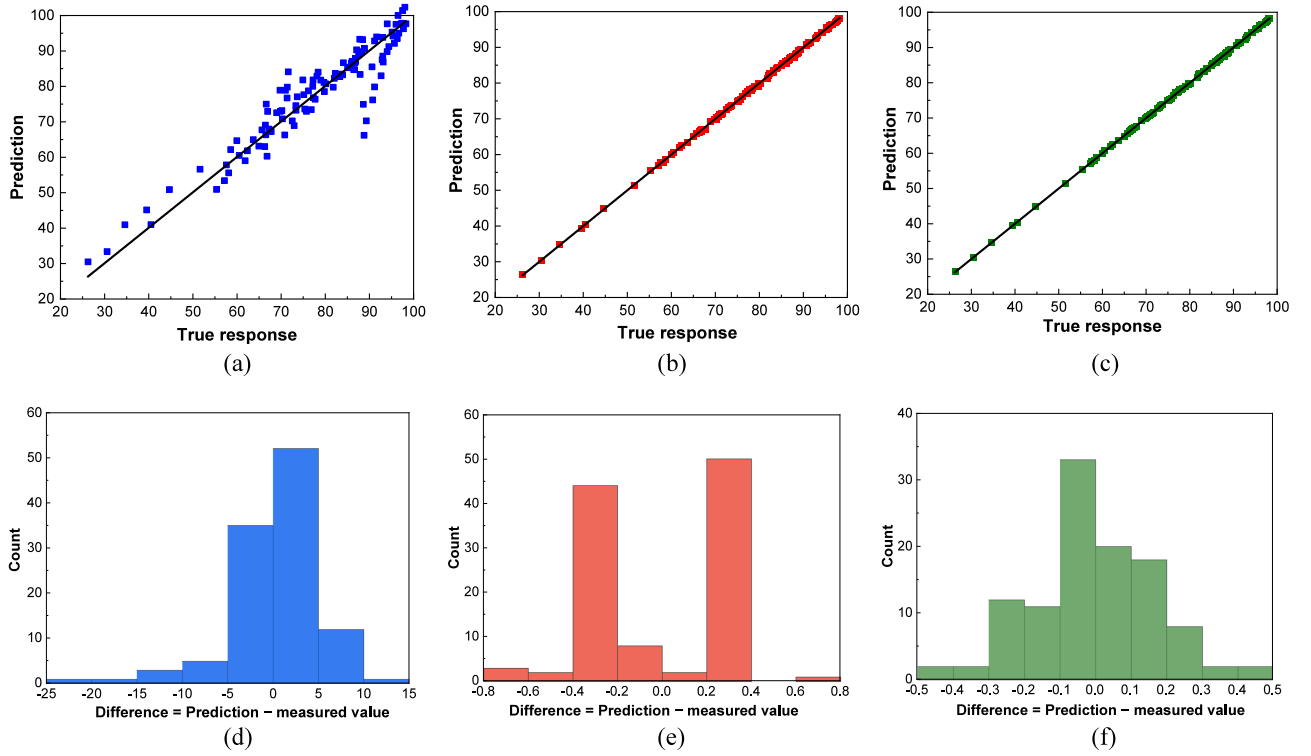 100
90
80
70
60
50
40
30
20
Prediction
20 30 40 50 60 70 80 90 100
True response
(a)
100
90
80
70
60
50
40
30
20
Prediction
20 30 40 50 60 70 80 90 100
True response
(b)
100
90
80
70
60
50
40
30
20
Prediction
20 30 40 50 60 70 80 90 100
True response
(c)
60
50
40
30
20
10
0
Count
-25 -20 -15 -10 -5 0 5 10 15
Difference = Prediction − measured value
(d)
60
50
40
30
20
10
0
Count
-0.8 -0.6 -0.4 -0.2 0.0 0.2 0.4 0.6 0.8
Difference = Prediction − measured value
(e)
40
30
20
10
0
Count
-0.5 -0.4 -0.3 -0.2 -0.1 0.0 0.1 0.2 0.3 0.4 0.5
Difference = Prediction − measured value
(f)